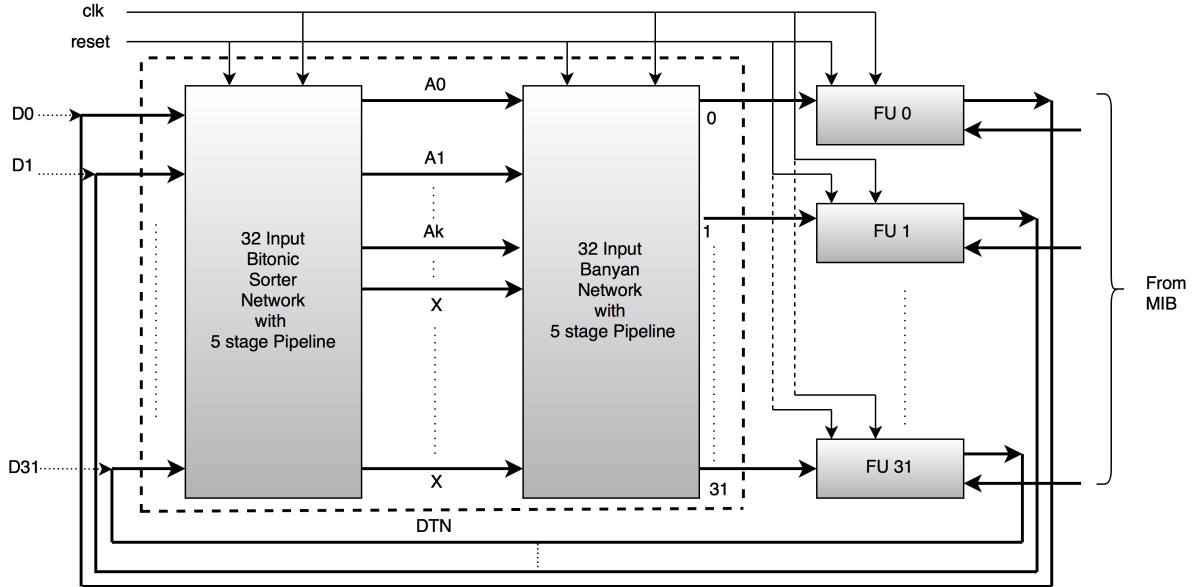 clk
reset
D0
D1
D31
32 Input
Bitonic
Sorter
Network
with
5 stage Pipeline
A0
A1
Ak
X
X
32 Input
Banyan
Network
with
5 stage Pipeline
0
1
31
FU 0
FU 1
FU 31
From
MIB
DTN